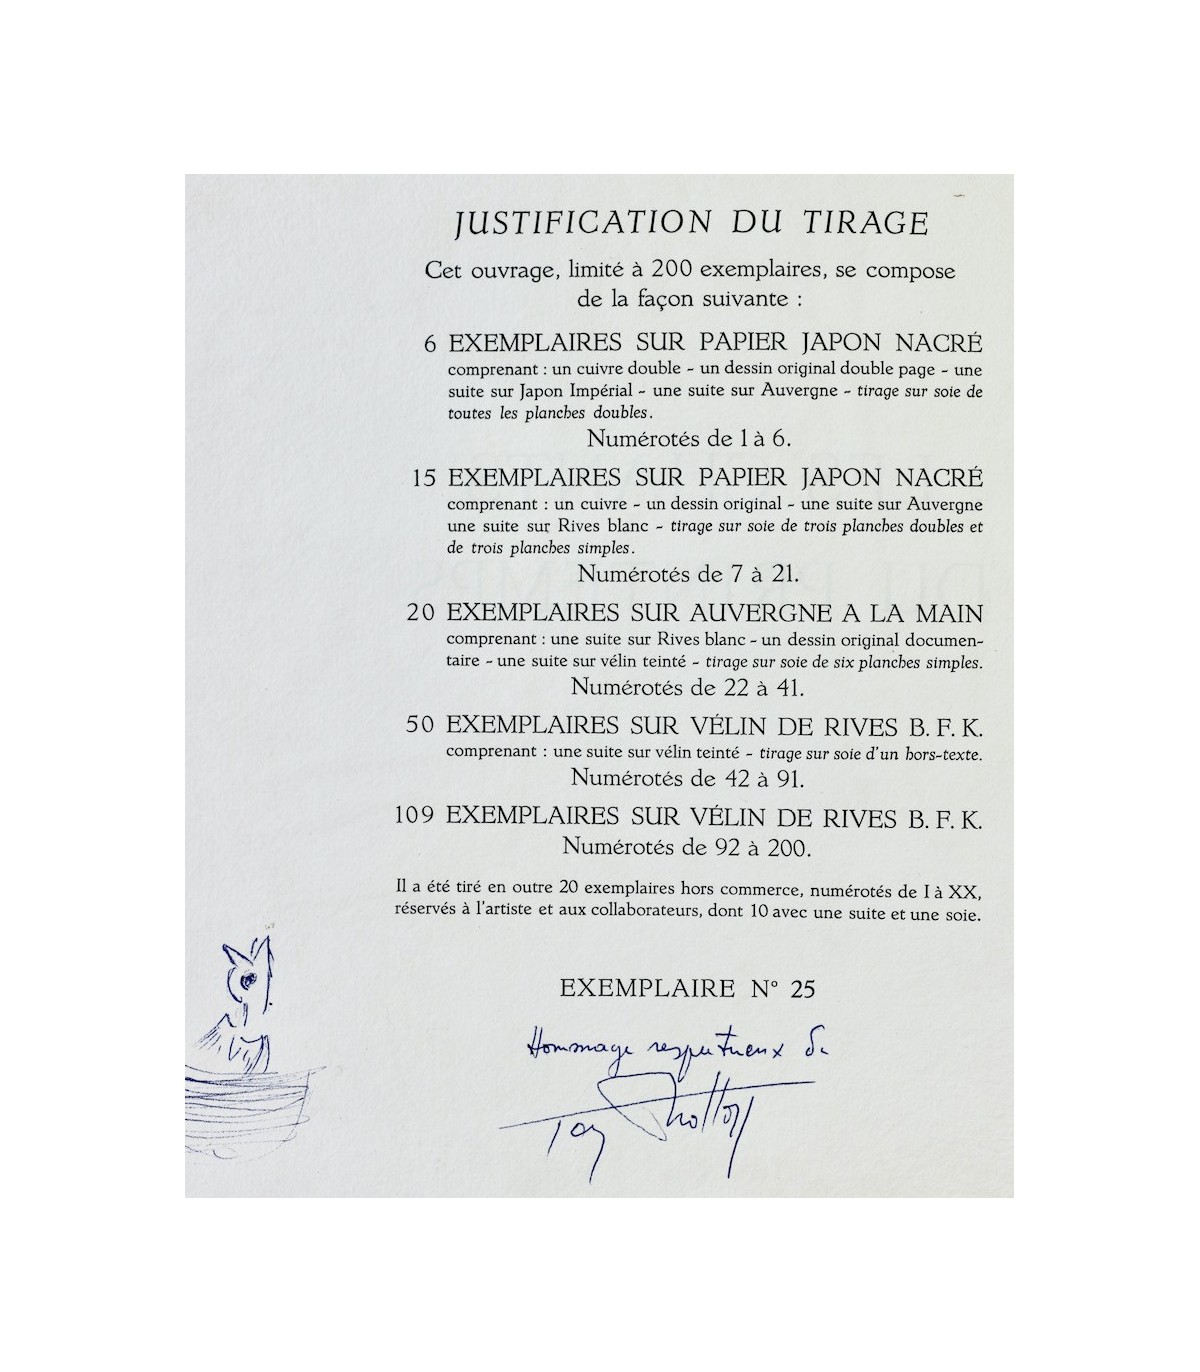 JUSTIFICATION DU TIRAGE
Cet ouvrage, limité à 200 exemplaires, se compose
de la façon suivante :
6 EXEMPLAIRES SUR PAPIER JAPON NACRÉ
comprenant : un cuivre double - un dessin original double page - une
suite sur Japon Impérial - une suite sur Auvergne - tirage sur soie de
toutes les planches doubles.
Numérotés de 1 à 6.
15 EXEMPLAIRES SUR PAPIER JAPON NACRÉ
comprenant : un cuivre - un dessin original - une suite sur Auvergne
une suite sur Rives blanc - tirage sur soie de trois planches doubles et
de trois planches simples.
Numérotés de 7 à 21.
20 EXEMPLAIRES SUR AUVERGNE A LA MAIN
comprenant : une suite sur Rives blanc - un dessin original documen-
taire - une suite sur vélin teinté - tirage sur soie de six planches simples.
Numérotés de 22 à 41.
50 EXEMPLAIRES SUR VÉLIN DE RIVES B. F. K.
comprenant : une suite sur vélin teinté - tirage sur soie d'un hors-texte.
Numérotés de 42 à 91.
109 EXEMPLAIRES SUR VÉLIN DE RIVES B. F. K.
Numérotés de 92 à 200.
Il a été tiré en outre 20 exemplaires hors commerce, numérotés de I à XX,
réservés à l'artiste et aux collaborateurs, dont 10 avec une suite et une soie.
EXEMPLAIRE N° 25
Hommage respectueux de